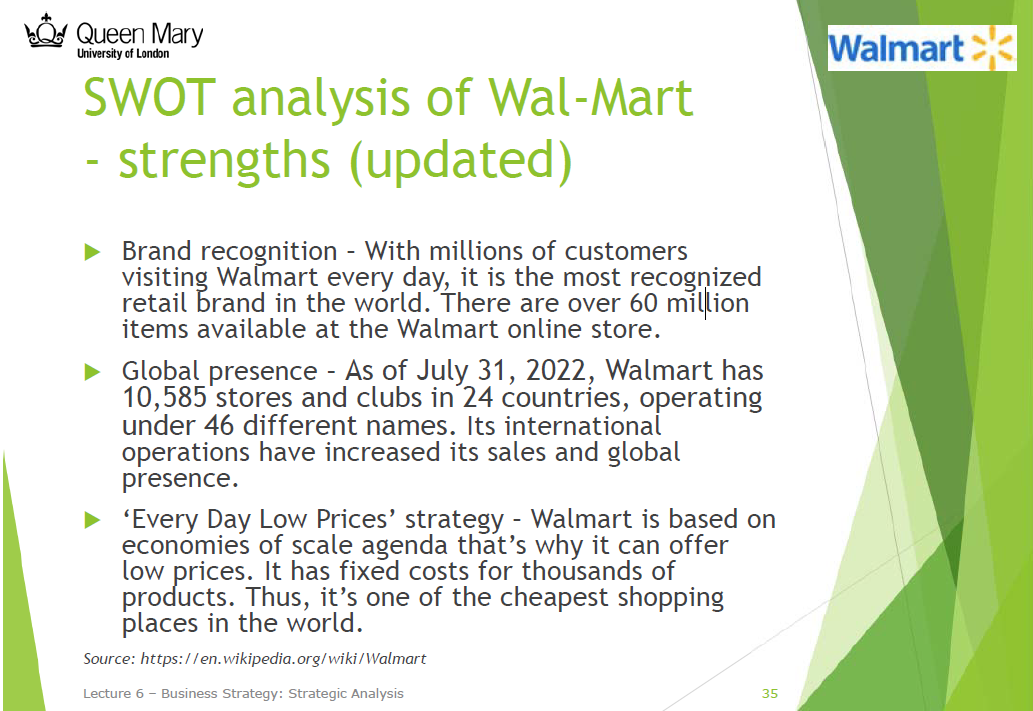 Queen Mary
University of London
Walmart
SWOT analysis of Wal-Mart
- strengths (updated)
Brand recognition – With millions of customers
visiting Walmart every day, it is the most recognized
retail brand in the world. There are over 60 million
items available at the Walmart online store.
Global presence – As of July 31, 2022, Walmart has
10,585 stores and clubs in 24 countries, operating
under 46 different names. Its international
operations have increased its sales and global
presence.
‘Every Day Low Prices’ strategy – Walmart is based on
economies of scale agenda that’s why it can offer
low prices. It has fixed costs for thousands of
products. Thus, it’s one of the cheapest shopping
places in the world.
Source: https://en.wikipedia.org/wiki/Walmart
Lecture 6 – Business Strategy: Strategic Analysis
35